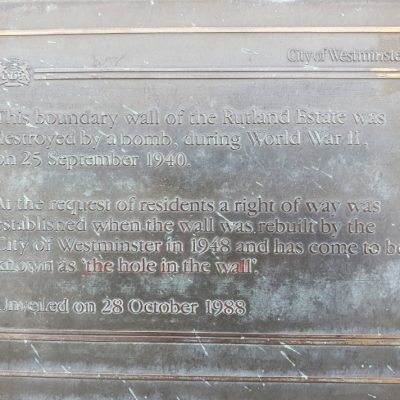 City of Westminster
This boundary wall of the Rutland Estate was
destroyed by a bomb, during World War II,
on 25 September 1940.
At the request of residents a right of way was
established when the wall was rebuilt by the
City of Westminster in 1948 and has come to be
known as 'the hole in the wall'.
Unveiled on 28 October 1988